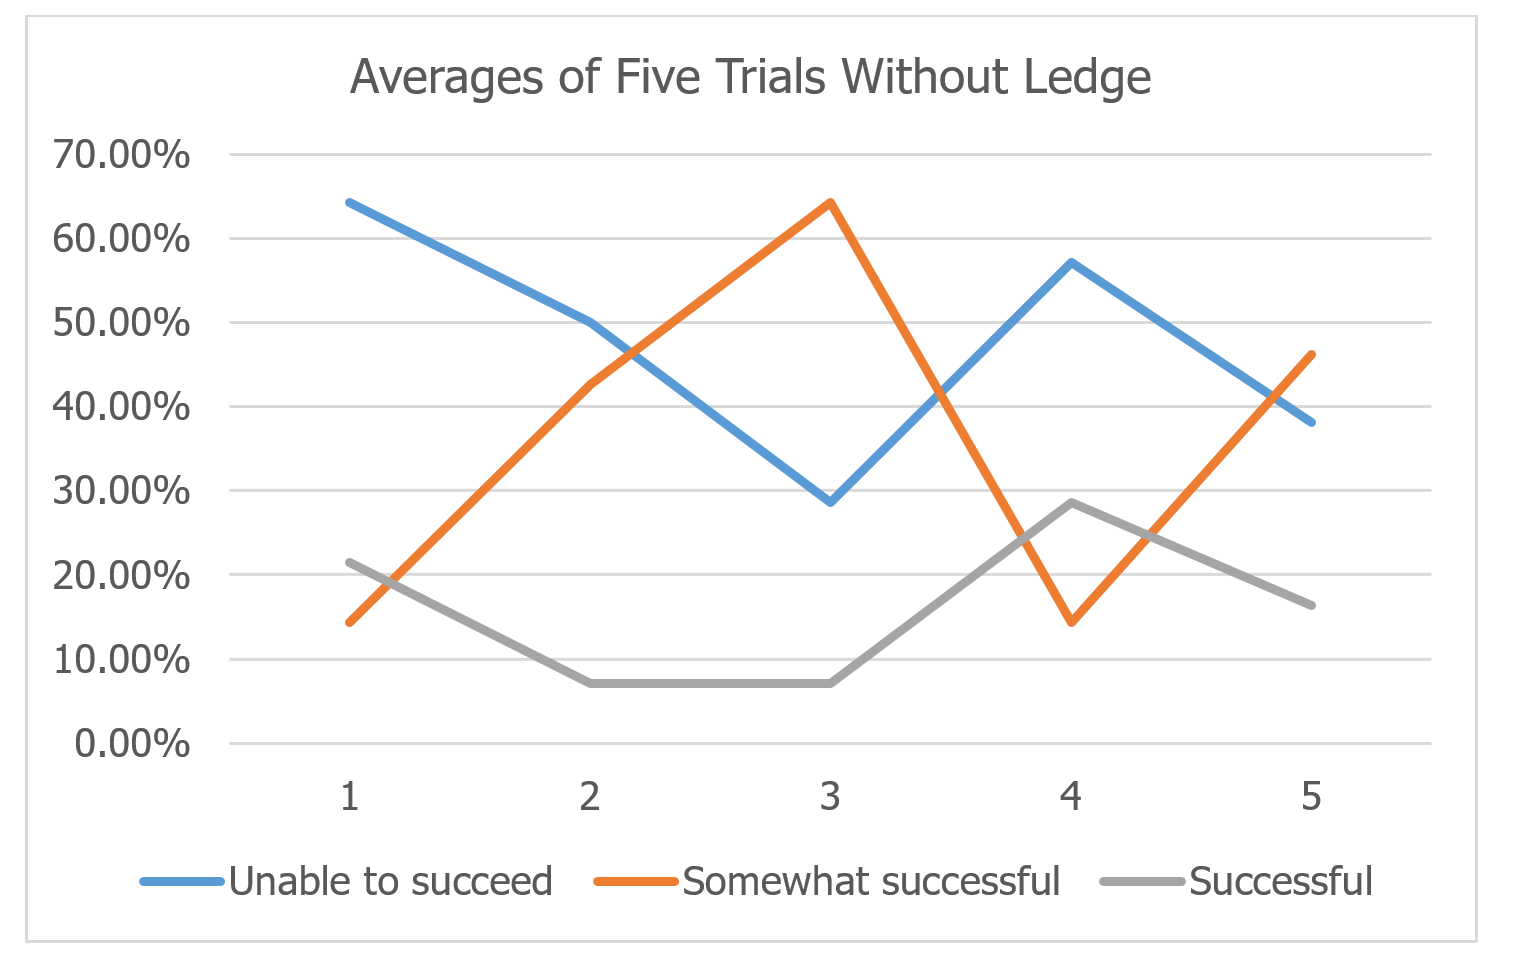 Averages of Five Trials Without Ledge
70.00%
60.00%
50.00%
40.00%
30.00%
20.00%
10.00%
0.00%
1 2 3 4 5
Unable to succeed Somewhat successful Successful